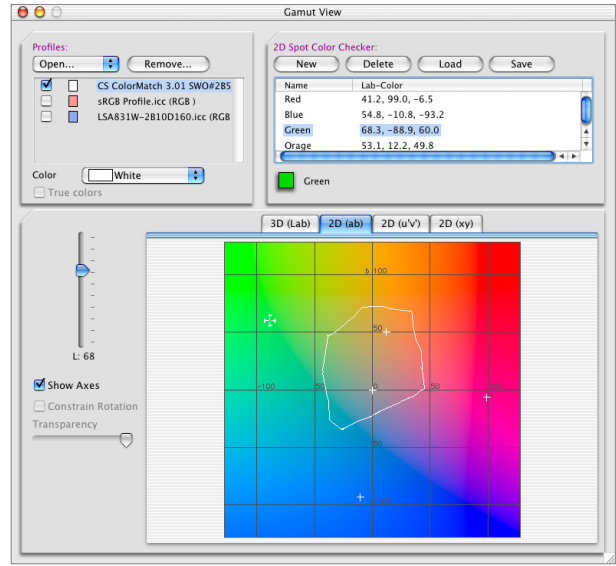 Gamut View
Profiles:
Open...
Remove...
CS ColorMatch 3.01 SWO#2B5
sRGB Profile.icc (RGB )
LSA831W-2B10D160.icc (RGB
Color
White
True colors
2D Spot Color Checker:
New
Delete
Load
Save
Name Lab-Color
Red 41.2, 99.0, -6.5
Blue 54.8, -10.8, -93.2
Green 68.3, -88.9, 60.0
Orage 53.1, 12.2, 49.8
Green
3D (Lab)
2D (ab)
2D (u'v')
2D (xy)
L: 68
Show Axes
Constrain Rotation
Transparency
b 100
50
-100
0
50